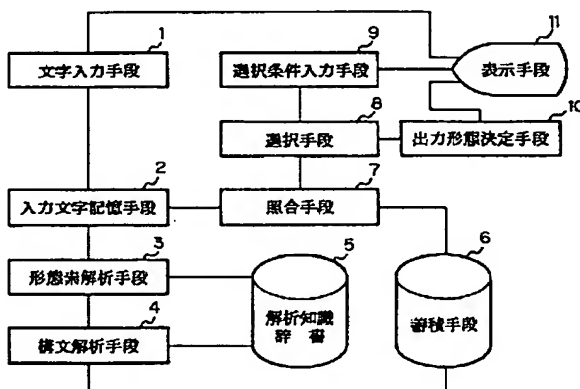 1
文字入力手段
9
選択条件入力手段
11
表示手段
8
選択手段
10
出力形態決定手段
2
入力文字記憶手段
7
照合手段
3
形態素解析手段
5
解析知識
辞書
6
蓄積手段
4
構文解析手段